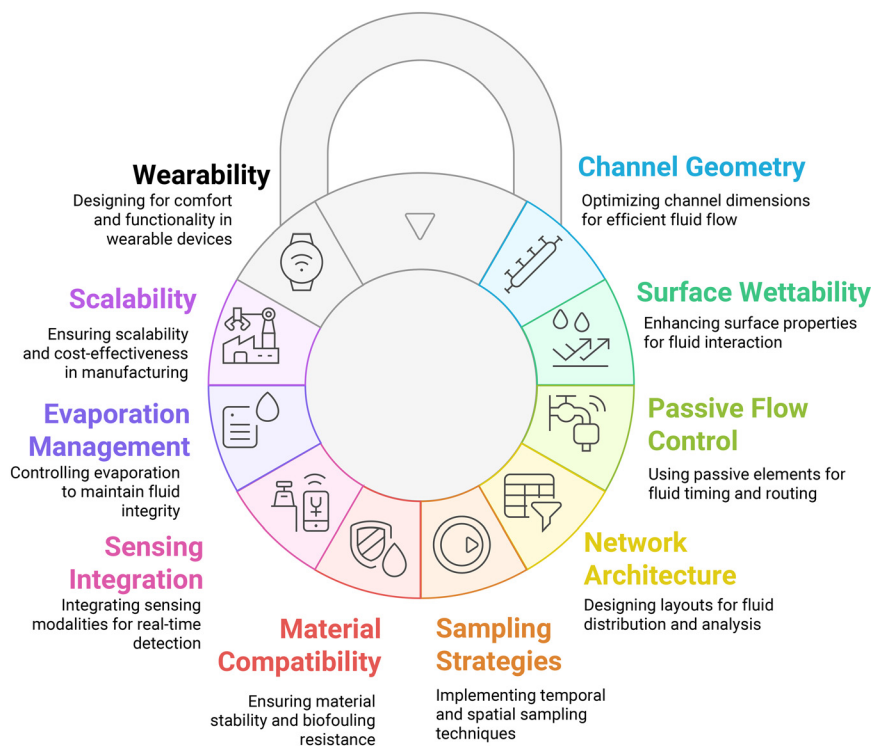 Wearability
Designing for comfort
and functionality in
wearable devices
Channel Geometry
Optimizing channel dimensions
for efficient fluid flow
Scalability
Ensuring scalability
and cost-effectiveness
in manufacturing
Surface Wettability
Enhancing surface properties
for fluid interaction
Evaporation
Management
Controlling evaporation
to maintain fluid
integrity
Passive Flow
Control
Using passive elements for
fluid timing and routing
Sensing
Integration
Integrating sensing
modalities for real-time
detection
Network
Architecture
Designing layouts for fluid
distribution and analysis
Material
Compatibility
Ensuring material
stability and biofouling
resistance
Sampling
Strategies
Implementing temporal
and spatial sampling
techniques